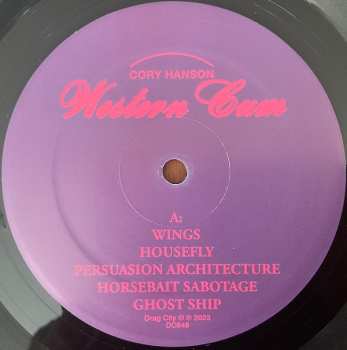 CORY HANSON
Western Cum
A:
WINGS
HOUSEFLY
PERSUASION ARCHITECTURE
HORSEBAIT SABOTAGE
GHOST SHIP
Drag City © ℗ 2023
DC848